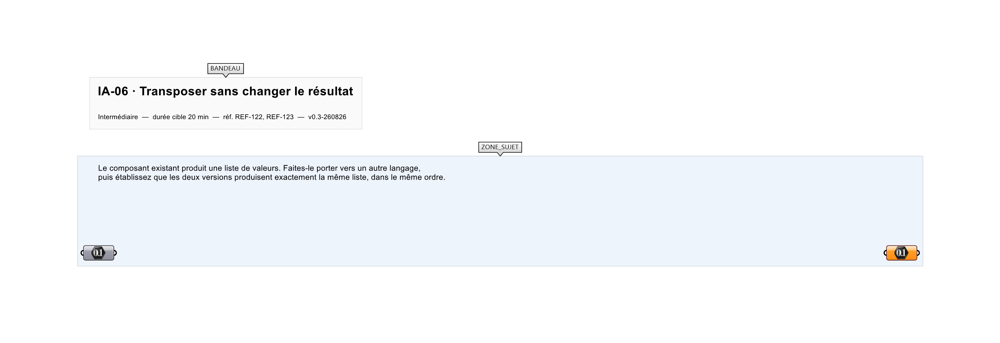 BANDEAU
IA-06 · Transposer sans changer le résultat
Intermédiaire — durée cible 20 min — réf. REF-122, REF-123 — v0.3-260826
ZONE_SUJET
Le composant existant produit une liste de valeurs. Faites-le porter vers un autre langage,
puis établissez que les deux versions produisent exactement la même liste, dans le même ordre.
0.1
0.1